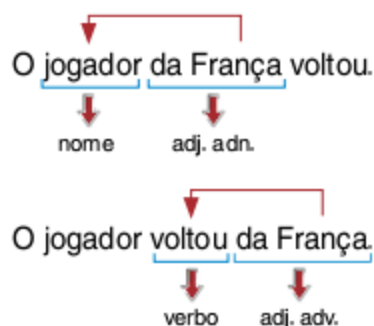 O jogador da França voltou.
nome adj. adn.
O jogador voltou da França.
verbo adj. adv.